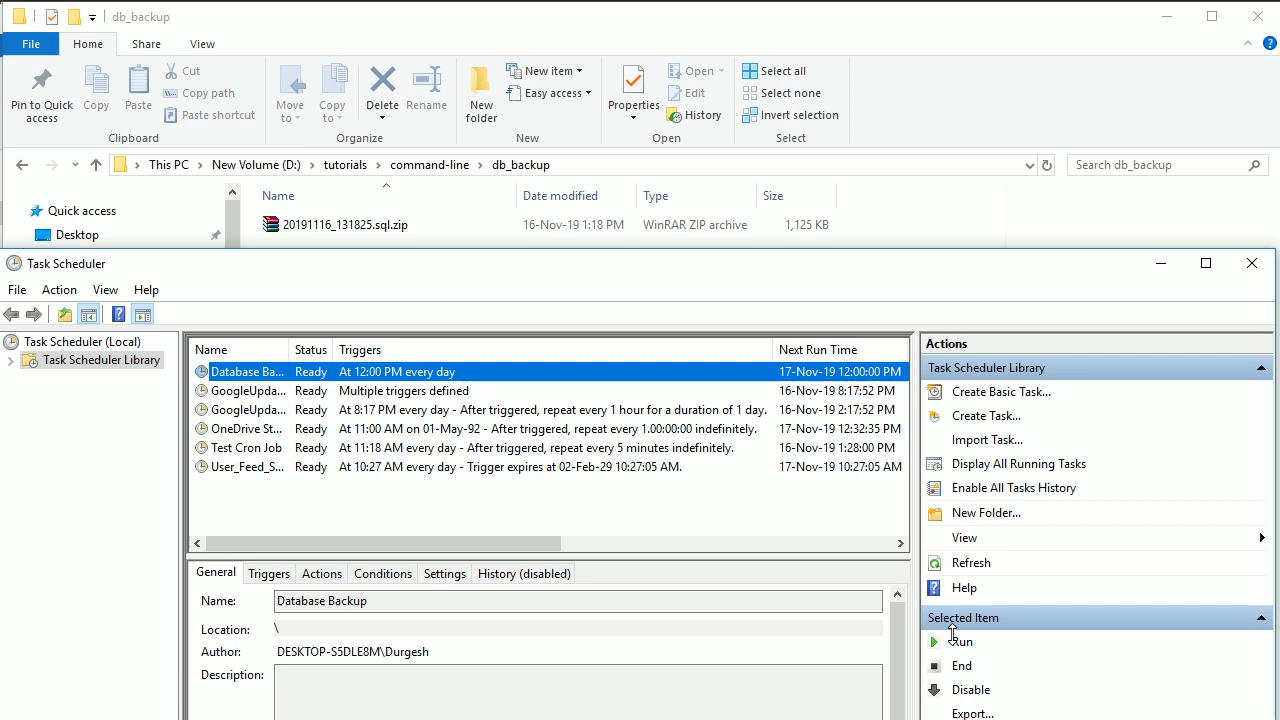 db_backup
File Home Share View
Pin to Quick access
Copy
Paste
Cut
Copy path
Paste shortcut
Clipboard
Move to
Copy to
Delete
Rename
Organize
New folder
New item
Easy access
New
Properties
Open
Edit
History
Open
Select all
Select none
Invert selection
Select
This PC > New Volume (D:) > tutorials > command-line > db_backup
Search db_backup
Quick access
Desktop
Name Date modified Type Size
20191116_131825.sql.zip 16-Nov-19 1:18 PM WinRAR ZIP archive 1,125 KB
Task Scheduler
File Action View Help
Task Scheduler (Local)
Task Scheduler Library
Name Status Triggers Next Run Time
Database Ba... Ready At 12:00 PM every day 17-Nov-19 12:00:00 PM
GoogleUpda... Ready Multiple triggers defined 16-Nov-19 8:17:52 PM
GoogleUpda... Ready At 8:17 PM every day - After triggered, repeat every 1 hour for a duration of 1 day. 16-Nov-19 2:17:52 PM
OneDrive St... Ready At 11:00 AM on 01-May-92 - After triggered, repeat every 1.00:00:00 indefinitely. 17-Nov-19 12:32:35 PM
Test Cron Job Ready At 11:18 AM every day - After triggered, repeat every 5 minutes indefinitely. 16-Nov-19 1:28:00 PM
User_Feed_S... Ready At 10:27 AM every day - Trigger expires at 02-Feb-29 10:27:05 AM. 17-Nov-19 10:27:05 AM
General Triggers Actions Conditions Settings History (disabled)
Name: Database Backup
Location: \
Author: DESKTOP-S5DLE8M\Durgesh
Description:
Actions
Task Scheduler Library
Create Basic Task...
Create Task...
Import Task...
Display All Running Tasks
Enable All Tasks History
New Folder...
View
Refresh
Help
Selected Item
Run
End
Disable
Export...